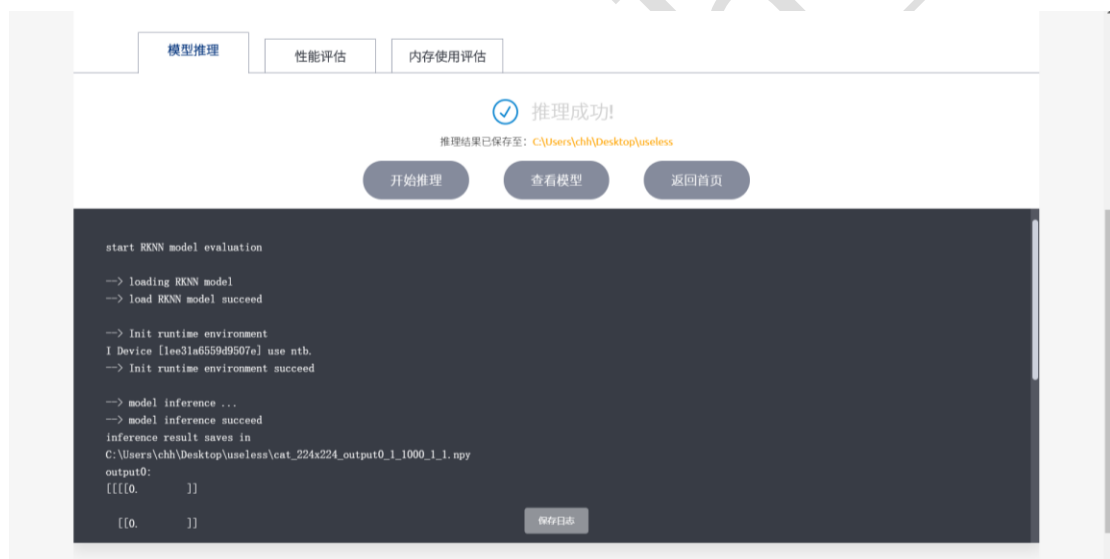 模型推理 性能评估 内存使用评估
推理成功!
推理结果已保存至：C:\Users\chh\Desktop\useless
开始推理 查看模型 返回首页
start RKNN model evaluation
--> loading RKNN model
--> load RKNN model succeed
--> Init runtime environment
I Device [1ee31a6559d9507e] use ntb.
--> Init runtime environment succeed
--> model inference ...
--> model inference succeed
inference result saves in
C:\Users\chh\Desktop\useless\cat_224x224_output0_1_1000_1_1.npy
output0:
[[[[0.        ]]
[[0.        ]]
保存日志